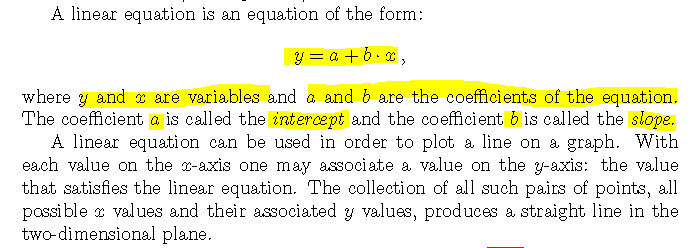 A linear equation is an equation of the form:
y = a + b · x ,
where y and x are variables and a and b are the coefficients of the equation.
The coefficient a is called the intercept and the coefficient b is called the slope.
A linear equation can be used in order to plot a line on a graph. With
each value on the x-axis one may associate a value on the y-axis: the value
that satisfies the linear equation. The collection of all such pairs of points, all
possible x values and their associated y values, produces a straight line in the
two-dimensional plane.